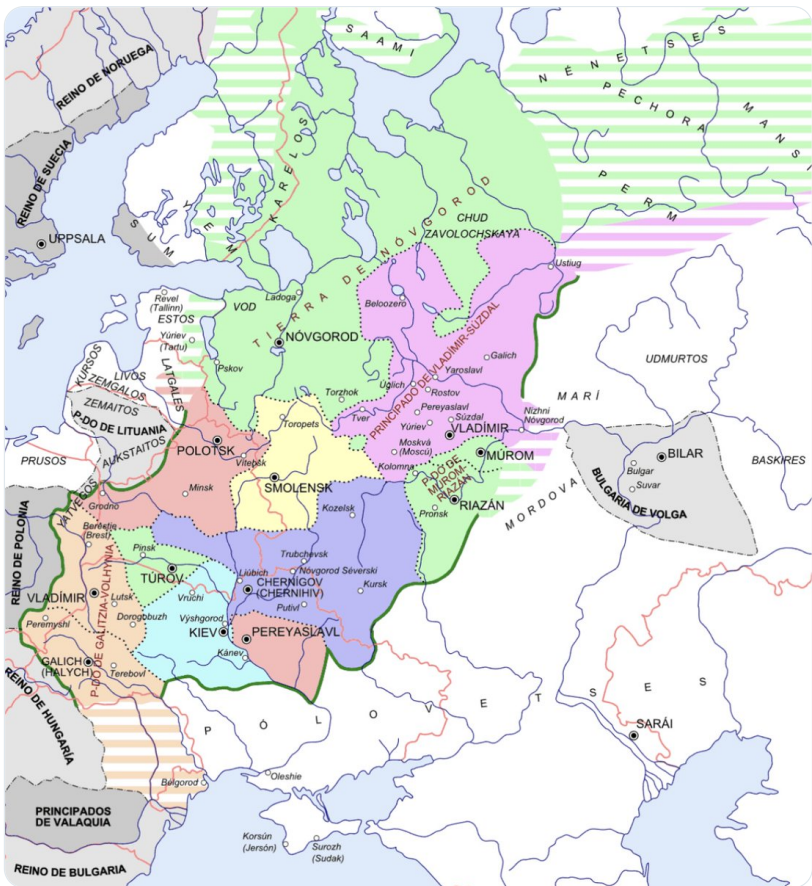 SAAMI
NÉNETSES
PECHORA
MANSI
PERM
REINO DE NORUEGA
REINO DE SUECIA
UPPSALA
SUM
YEM
KARELOS
TIERRA DE NÓVGOROD
CHUD
ZAVOLOCHSKAYA
Ustiug
Beloozero
Ladoga
VOD
Revel
(Tallinn)
ESTOS
Yúriev
(Tartu)
NÓVGOROD
Pskov
LATGALES
KURSOS
LIVOS
ZEMGALOS
ZEMAITOS
P.DO DE LITUANIA
AUKSTAITOS
PRUSOS
YATVEGOS
PRINCIPADO DE VLADÍMIR-SÚZDAL
Galich
Yaroslavl
Úglich
Rostov
Torzhok
Tver
Pereyaslavl
Súzdal
Yúriev
VLADÍMIR
Nizhni
Nóvgorod
Moskvá
(Moscú)
Kolomna
MÚROM
P.DO DE
MÚROM-
RIAZÁN
RIAZÁN
Pronsk
MARÍ
UDMURTOS
MORDOVA
BILAR
Bulgar
Suvar
BULGARIA DE VOLGA
BASKIRES
Toropets
POLOTSK
Vítebsk
SMOLENSK
Minsk
Grodno
Kozelsk
REINO DE POLONIA
Beréstie
(Brest)
Pinsk
TÚROV
Trubchevsk
Liúbich
Nóvgorod Séverski
CHERNÍGOV
(CHERNIHIV)
Kursk
Putivl
VLADÍMIR
Lutsk
Vruchi
Dorogobuzh
Peremyshl
Výshgorod
KIEV
PEREYASLAVL
Kánev
P.DO DE GALITZIA-VOLHYNIA
GALICH
(HALYCH)
Terebovl
REINO DE HUNGRÍA
PÓLOVETSES
SARÁI
Bélgorod
Oleshie
PRINCIPADOS
DE VALAQUIA
Korsún
(Jersón)
Surozh
(Sudak)
REINO DE BULGARIA